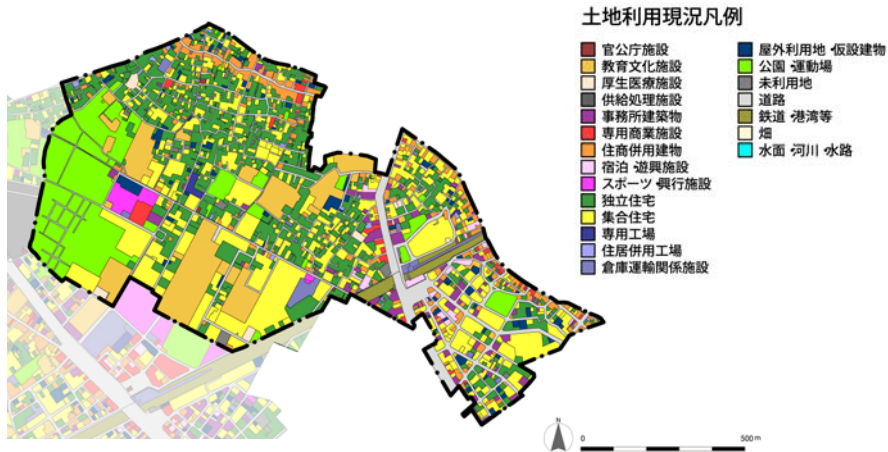 土地利用現況凡例
官公庁施設
教育文化施設
厚生医療施設
供給処理施設
事務所建築物
専用商業施設
住商併用建物
宿泊・遊興施設
スポーツ・興行施設
独立住宅
集合住宅
専用工場
住居併用工場
倉庫運輸関係施設
屋外利用地・仮設建物
公園・運動場
未利用地
道路
鉄道・港湾等
畑
水面・河川・水路
N
0 500m